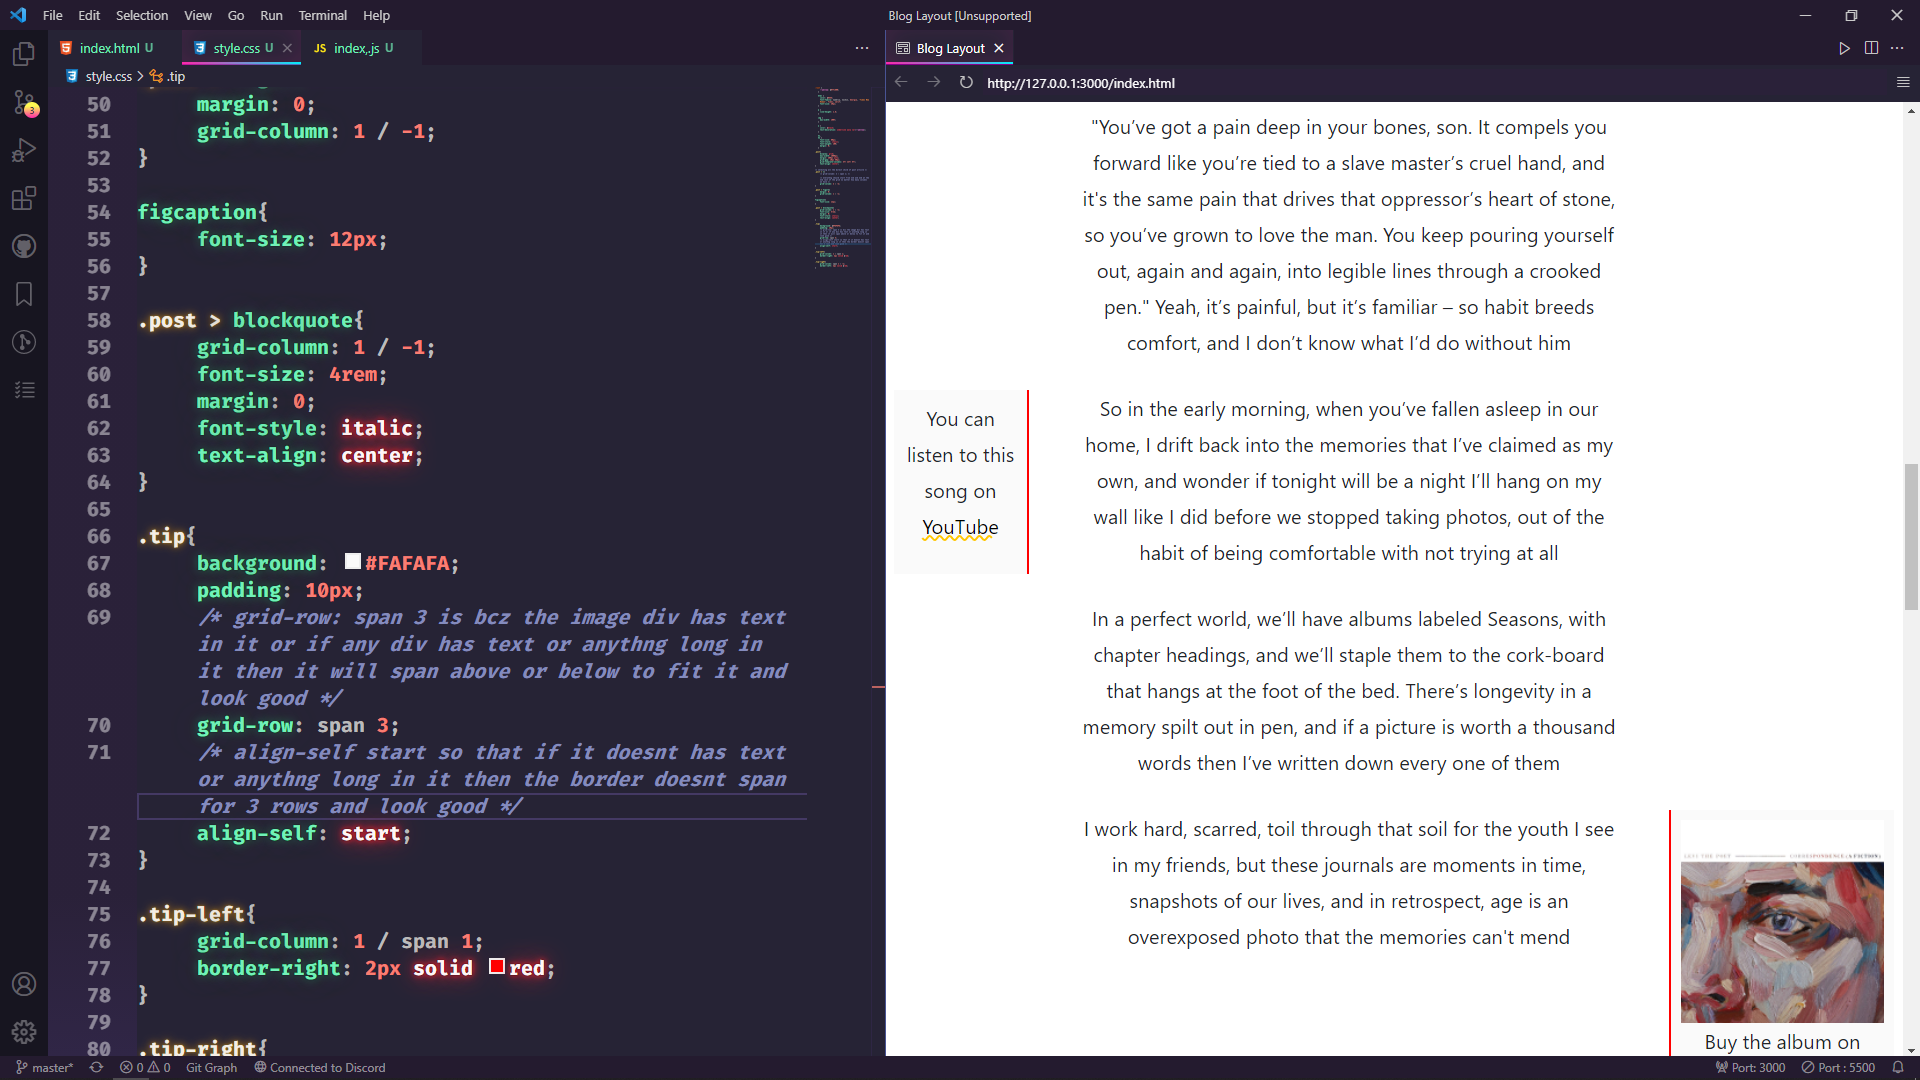 File Edit Selection View Go Run Terminal Help
Blog Layout [Unsupported]
index.html U
style.css U
JS index,.js U
Blog Layout
style.css > .tip
http://127.0.0.1:3000/index.html
50 margin: 0;
51 grid-column: 1 / -1;
52 }
53
54 figcaption{
55 font-size: 12px;
56 }
57
58 .post > blockquote{
59 grid-column: 1 / -1;
60 font-size: 4rem;
61 margin: 0;
62 font-style: italic;
63 text-align: center;
64 }
65
66 .tip{
67 background: #FAFAFA;
68 padding: 10px;
69 /* grid-row: span 3 is bcz the image div has text
in it or if any div has text or anythng long in
it then it will span above or below to fit it and
look good */
70 grid-row: span 3;
71 /* align-self start so that if it doesnt has text
or anythng long in it then the border doesnt span
for 3 rows and look good */
72 align-self: start;
73 }
74
75 .tip-left{
76 grid-column: 1 / span 1;
77 border-right: 2px solid red;
78 }
79
80 .tip-right{
"You’ve got a pain deep in your bones, son. It compels you
forward like you’re tied to a slave master’s cruel hand, and
it's the same pain that drives that oppressor’s heart of stone,
so you’ve grown to love the man. You keep pouring yourself
out, again and again, into legible lines through a crooked
pen." Yeah, it’s painful, but it’s familiar – so habit breeds
comfort, and I don’t know what I’d do without him
You can
listen to this
song on
YouTube
So in the early morning, when you’ve fallen asleep in our
home, I drift back into the memories that I’ve claimed as my
own, and wonder if tonight will be a night I’ll hang on my
wall like I did before we stopped taking photos, out of the
habit of being comfortable with not trying at all
In a perfect world, we’ll have albums labeled Seasons, with
chapter headings, and we’ll staple them to the cork-board
that hangs at the foot of the bed. There’s longevity in a
memory spilt out in pen, and if a picture is worth a thousand
words then I’ve written down every one of them
I work hard, scarred, toil through that soil for the youth I see
in my friends, but these journals are moments in time,
snapshots of our lives, and in retrospect, age is an
overexposed photo that the memories can't mend
LEVI THE POET CORRESPONDENCE (A FICTION)
Buy the album on
3
master* 0 0 Git Graph Connected to Discord
Port: 3000 Port : 5500